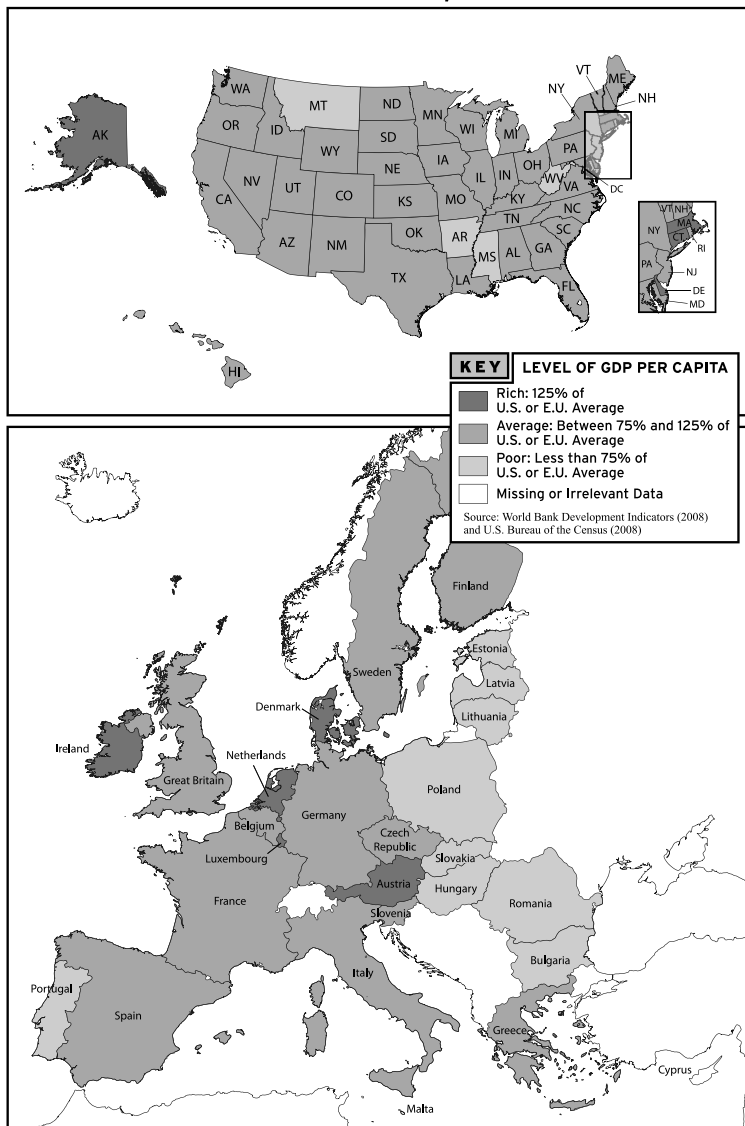 WA
OR
CA
NV
ID
MT
WY
UT
AZ
CO
NM
ND
SD
NE
KS
OK
TX
MN
IA
MO
AR
LA
WI
IL
MS
MI
IN
KY
TN
AL
OH
WV
GA
FL
SC
NC
VA
PA
NY
VT
ME
NH
DC
AK
HI
VT
NH
MA
NY
CT
RI
PA
NJ
DE
MD
KEY
LEVEL OF GDP PER CAPITA
Rich: 125% of
U.S. or E.U. Average
Average: Between 75% and 125% of
U.S. or E.U. Average
Poor: Less than 75% of
U.S. or E.U. Average
Missing or Irrelevant Data
Source: World Bank Development Indicators (2008)
and U.S. Bureau of the Census (2008)
Finland
Sweden
Estonia
Latvia
Lithuania
Denmark
Ireland
Netherlands
Great Britain
Poland
Germany
Belgium
Czech
Republic
Luxembourg
Slovakia
Austria
Hungary
France
Romania
Slovenia
Bulgaria
Italy
Portugal
Spain
Greece
Cyprus
Malta